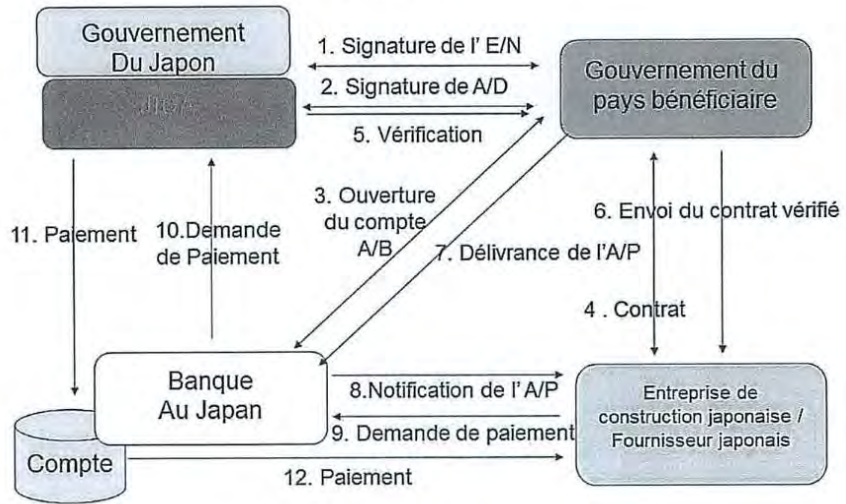 Gouvernement
Du Japon
1. Signature de l' E/N
2. Signature de A/D
5. Vérification
Gouvernement du
pays bénéficiaire
11. Paiement
10.Demande
de Paiement
3. Ouverture
du compte
A/B
7. Délivrance de l'A/P
6. Envoi du contrat vérifié
4 . Contrat
Banque
Au Japan
8.Notification de l' A/P
9. Demande de paiement
Entreprise de
construction japonaise /
Fournisseur japonais
Compte
12. Paiement